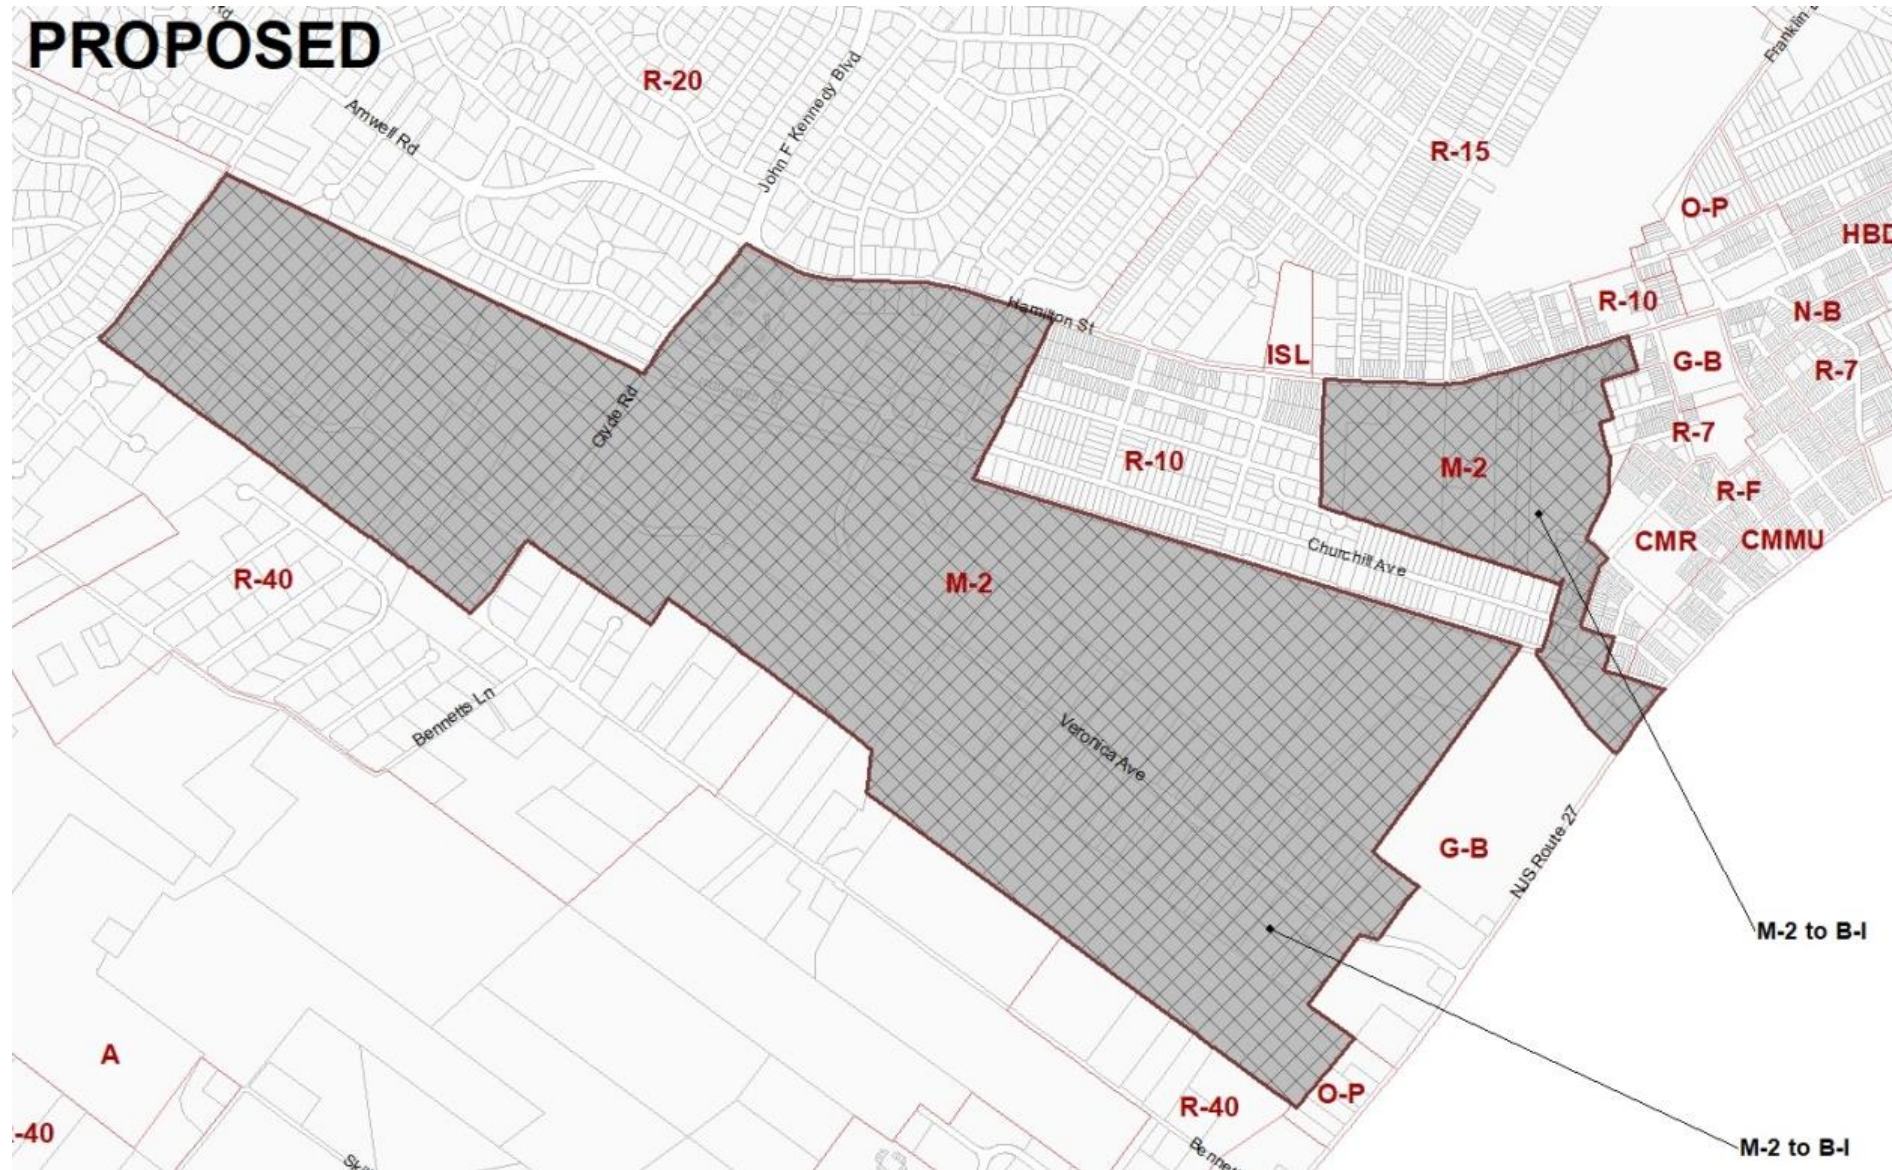 PROPOSED
Rd
Amwell Rd
R-20
John F Kennedy Blvd
R-15
Franklin
O-P
HBD
Hamilton St
R-10
N-B
ISL
G-B
R-7
Clyde Rd
R-10
M-2
R-7
R-F
CMR
CMMU
Churchill Ave
R-40
M-2
Bennetts Ln
Veronica Ave
G-B
NJS Route 27
M-2 to B-I
A
R-40
O-P
-40
M-2 to B-I